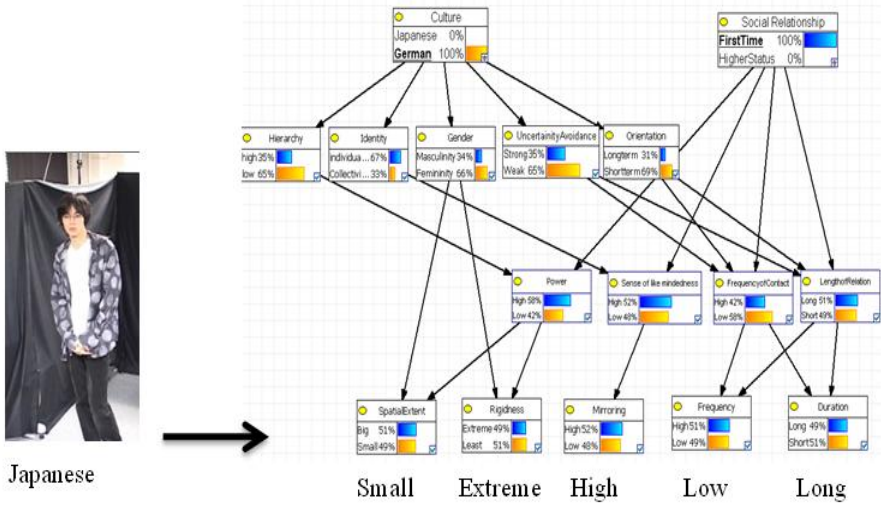 Culture
Japanese 0%
German 100%
Social Relationship
FirstTime 100%
HigherStatus 0%
Hierarchy
high 35%
low 65%
Identity
individua ... 67%
Collectivi ... 33%
Gender
Masculinity 34%
Femininity 66%
UncertainityAvoidance
Strong 35%
Weak 65%
Orientation
Longterm 31%
Shortterm 69%
Power
High 58%
Low 42%
Sense of like mindedness
High 52%
Low 48%
FrequencyofContact
High 42%
Low 58%
LengthofRelation
Long 51%
Short 49%
SpatialExtent
Big 51%
Small 49%
Rigidness
Extreme 49%
Least 51%
Mirroring
High 52%
Low 48%
Frequency
High 51%
Low 49%
Duration
Long 49%
Short 51%
Japanese
Small Extreme High Low Long